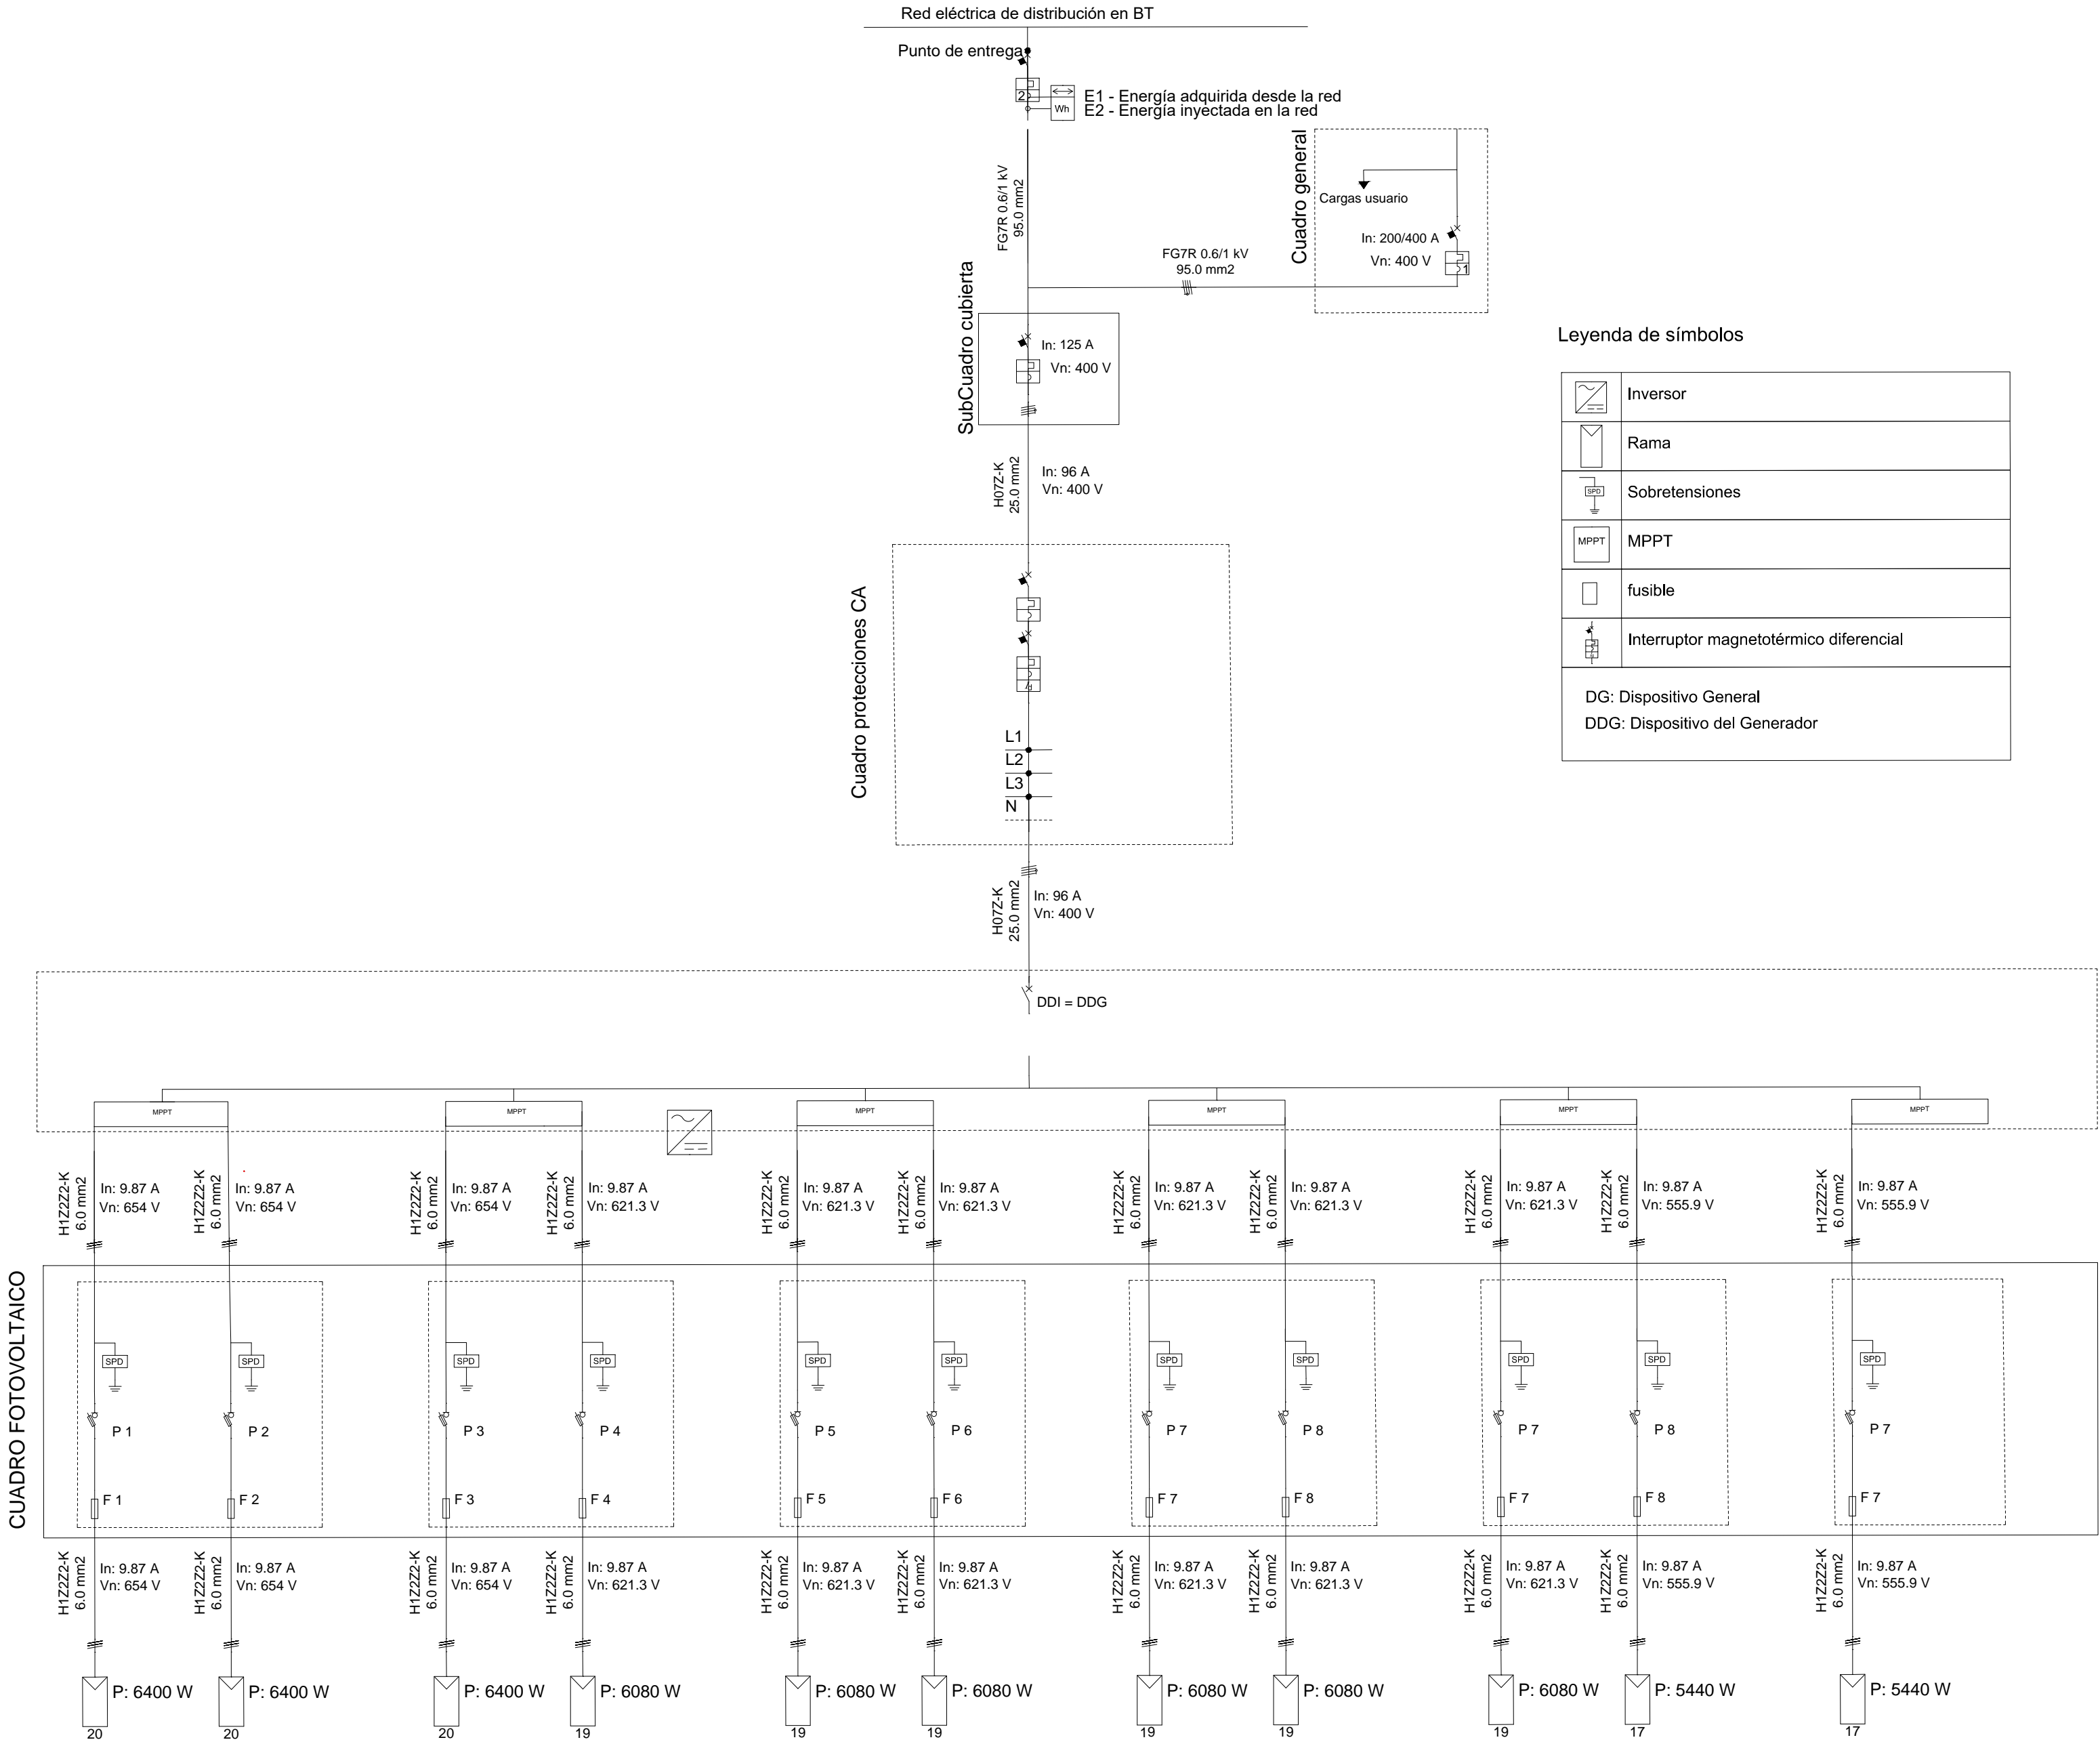 Red eléctrica de distribución en BT
Punto de entrega
2
Wh
E1 - Energía adquirida desde la red
E2 - Energía inyectada en la red
FG7R 0.6/1 kV
95.0 mm2
Cuadro general
Cargas usuario
In: 200/400 A
Vn: 400 V
1
FG7R 0.6/1 kV
95.0 mm2
SubCuadro cubierta
In: 125 A
Vn: 400 V
H07Z-K
25.0 mm2
In: 96 A
Vn: 400 V
Leyenda de símbolos
Inversor
Rama
SPD
Sobretensiones
MPPT
MPPT
fusible
Interruptor magnetotérmico diferencial
DG: Dispositivo General
DDG: Dispositivo del Generador
Cuadro protecciones CA
L1
L2
L3
N
H07Z-K
25.0 mm2
In: 96 A
Vn: 400 V
DDI = DDG
MPPT
MPPT
MPPT
MPPT
MPPT
MPPT
H1Z2Z2-K
6.0 mm2
In: 9.87 A
Vn: 654 V
H1Z2Z2-K
6.0 mm2
In: 9.87 A
Vn: 654 V
H1Z2Z2-K
6.0 mm2
In: 9.87 A
Vn: 654 V
H1Z2Z2-K
6.0 mm2
In: 9.87 A
Vn: 621.3 V
H1Z2Z2-K
6.0 mm2
In: 9.87 A
Vn: 621.3 V
H1Z2Z2-K
6.0 mm2
In: 9.87 A
Vn: 621.3 V
H1Z2Z2-K
6.0 mm2
In: 9.87 A
Vn: 621.3 V
H1Z2Z2-K
6.0 mm2
In: 9.87 A
Vn: 621.3 V
H1Z2Z2-K
6.0 mm2
In: 9.87 A
Vn: 621.3 V
H1Z2Z2-K
6.0 mm2
In: 9.87 A
Vn: 555.9 V
H1Z2Z2-K
6.0 mm2
In: 9.87 A
Vn: 555.9 V
CUADRO FOTOVOLTAICO
SPD
SPD
SPD
SPD
SPD
SPD
SPD
SPD
SPD
SPD
SPD
P 1
P 2
P 3
P 4
P 5
P 6
P 7
P 8
P 7
P 8
P 7
F 1
F 2
F 3
F 4
F 5
F 6
F 7
F 8
F 7
F 8
F 7
H1Z2Z2-K
6.0 mm2
In: 9.87 A
Vn: 654 V
H1Z2Z2-K
6.0 mm2
In: 9.87 A
Vn: 654 V
H1Z2Z2-K
6.0 mm2
In: 9.87 A
Vn: 654 V
H1Z2Z2-K
6.0 mm2
In: 9.87 A
Vn: 621.3 V
H1Z2Z2-K
6.0 mm2
In: 9.87 A
Vn: 621.3 V
H1Z2Z2-K
6.0 mm2
In: 9.87 A
Vn: 621.3 V
H1Z2Z2-K
6.0 mm2
In: 9.87 A
Vn: 621.3 V
H1Z2Z2-K
6.0 mm2
In: 9.87 A
Vn: 621.3 V
H1Z2Z2-K
6.0 mm2
In: 9.87 A
Vn: 621.3 V
H1Z2Z2-K
6.0 mm2
In: 9.87 A
Vn: 555.9 V
H1Z2Z2-K
6.0 mm2
In: 9.87 A
Vn: 555.9 V
P: 6400 W
P: 6400 W
P: 6400 W
P: 6080 W
P: 6080 W
P: 6080 W
P: 6080 W
P: 6080 W
P: 6080 W
P: 5440 W
P: 5440 W
20
20
20
19
19
19
19
19
19
17
17